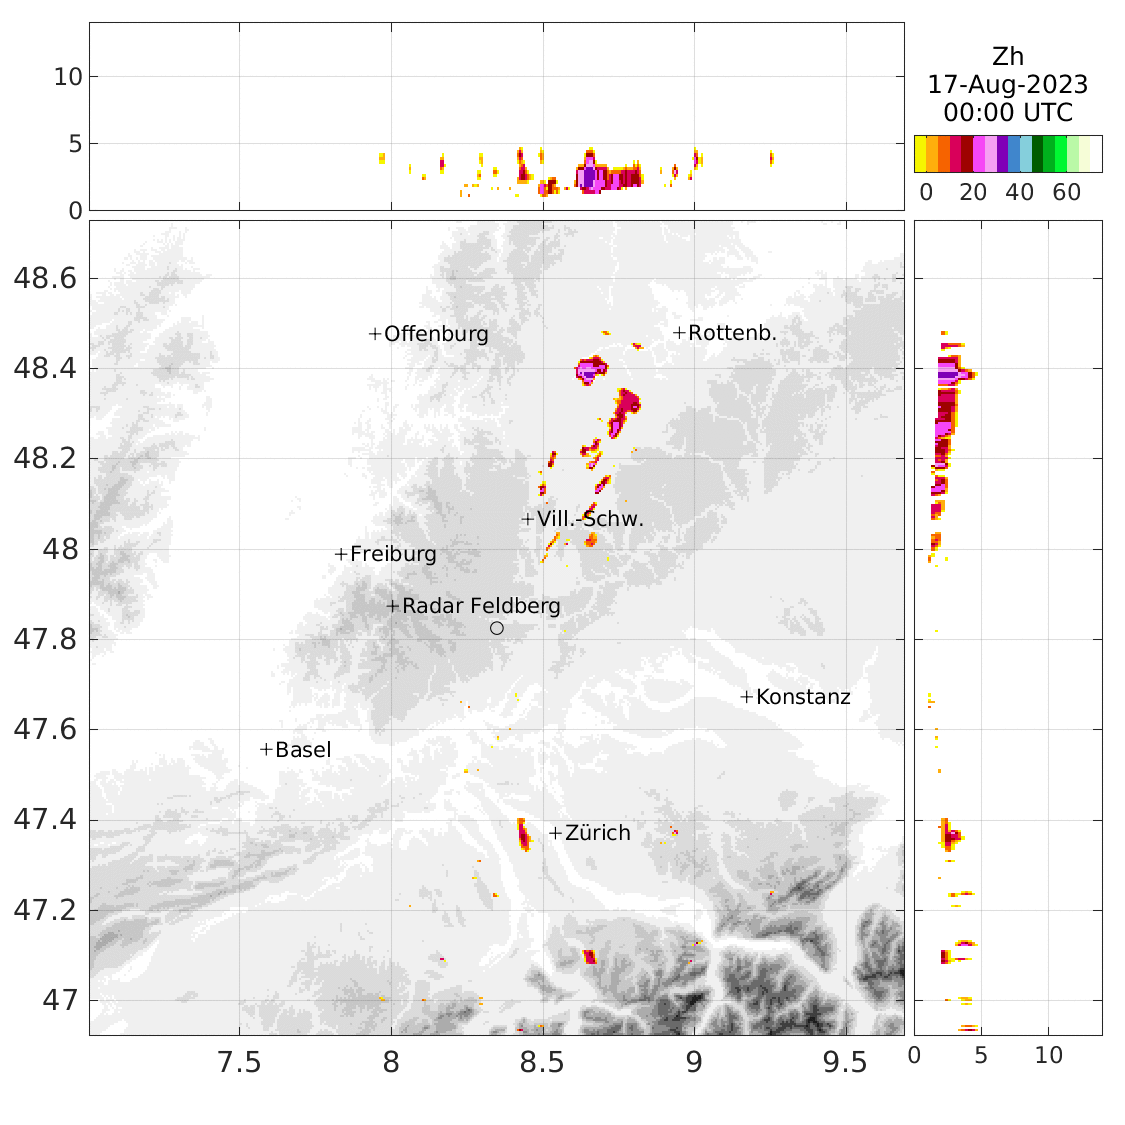 10
5
0
Zh
17-Aug-2023
00:00 UTC
0 20 40 60
48.6
48.4
48.2
48
47.8
47.6
47.4
47.2
47
Offenburg
Rottenb.
Vill.-Schw.
Freiburg
Radar Feldberg
Konstanz
Basel
Zürich
7.5 8 8.5 9 9.5
0 5 10